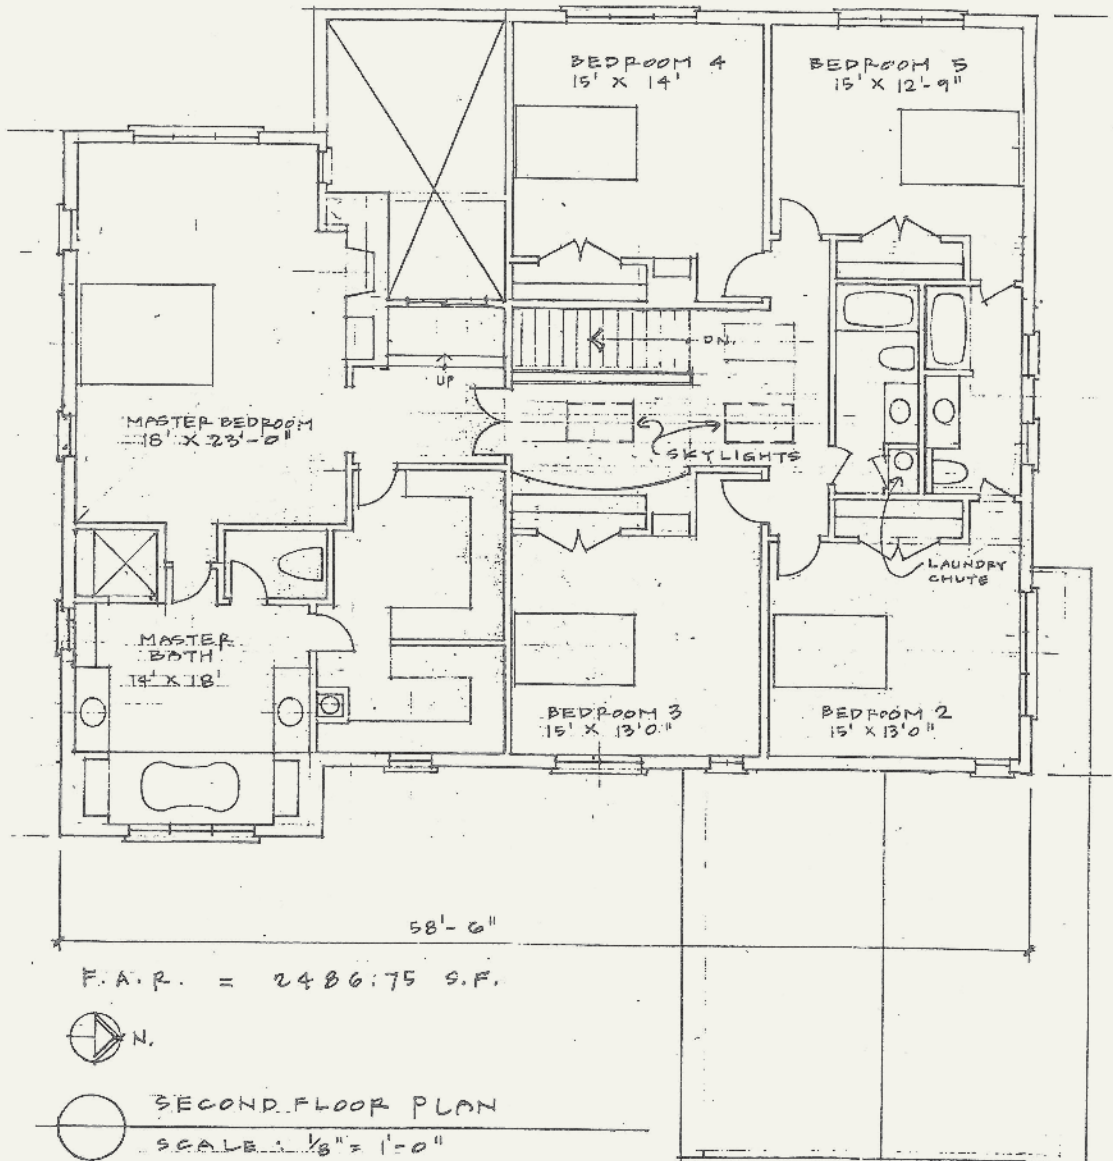 BEDROOM 4
15' X 14'
BEDROOM 5
15' X 12'-9"
DN.
UP
MASTER BEDROOM
18' X 23'-0"
SKYLIGHTS
LAUNDRY
CHUTE
MASTER
BATH
14' X 18'
BEDROOM 3
15' X 13'0"
BEDROOM 2
15' X 13'0"
58'-6"
F.A.R. = 2486.75 S.F.
N.
SECOND FLOOR PLAN
SCALE : 1/8" = 1'-0"